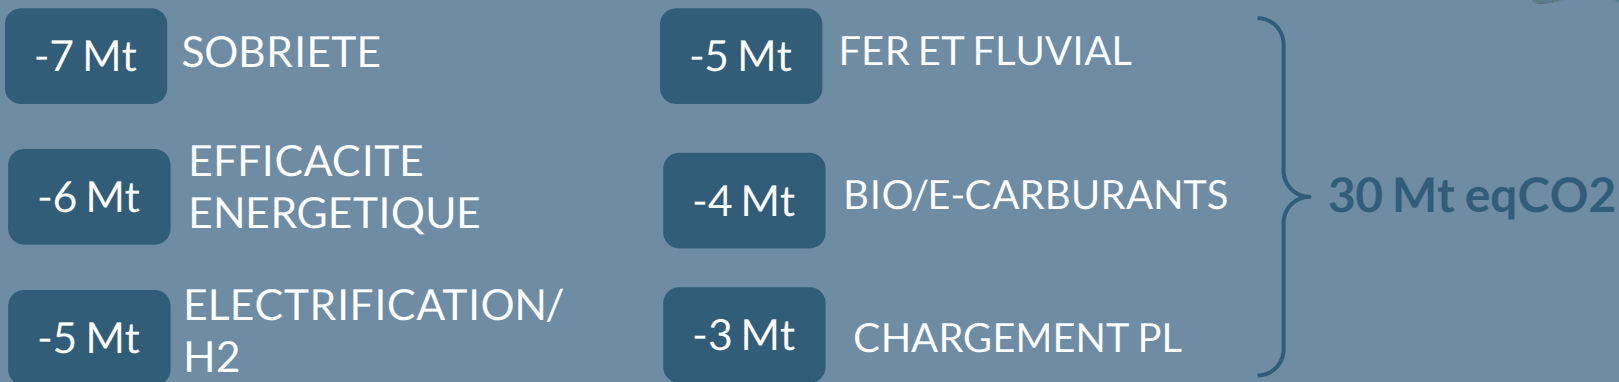 -7 Mt SOBRIETE
-6 Mt EFFICACITE
ENERGETIQUE
-5 Mt ELECTRIFICATION/
H2
-5 Mt FER ET FLUVIAL
-4 Mt BIO/E-CARBURANTS
-3 Mt CHARGEMENT PL
30 Mt eqCO2